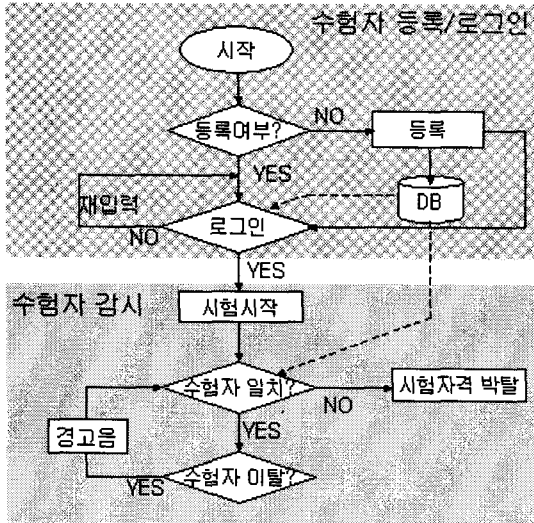 수험자 등록/로그인
시작
등록여부?
NO
등록
YES
DB
재입력
로그인
NO
YES
수험자 감시
시험시작
수험자 일치?
NO
시험자격 박탈
YES
경고음
수험자 이탈?
YES